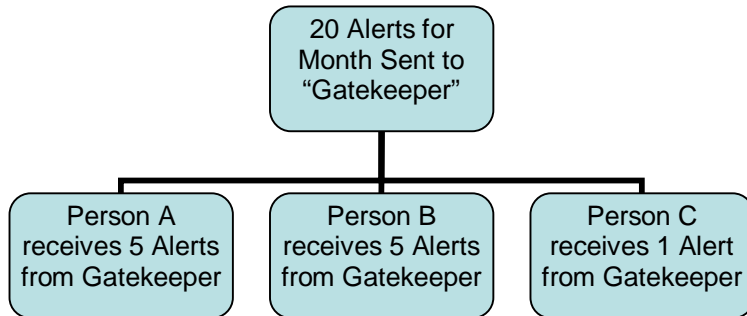 20 Alerts for
Month Sent to
“Gatekeeper”
Person A
receives 5 Alerts
from Gatekeeper
Person B
receives 5 Alerts
from Gatekeeper
Person C
receives 1 Alert
from Gatekeeper